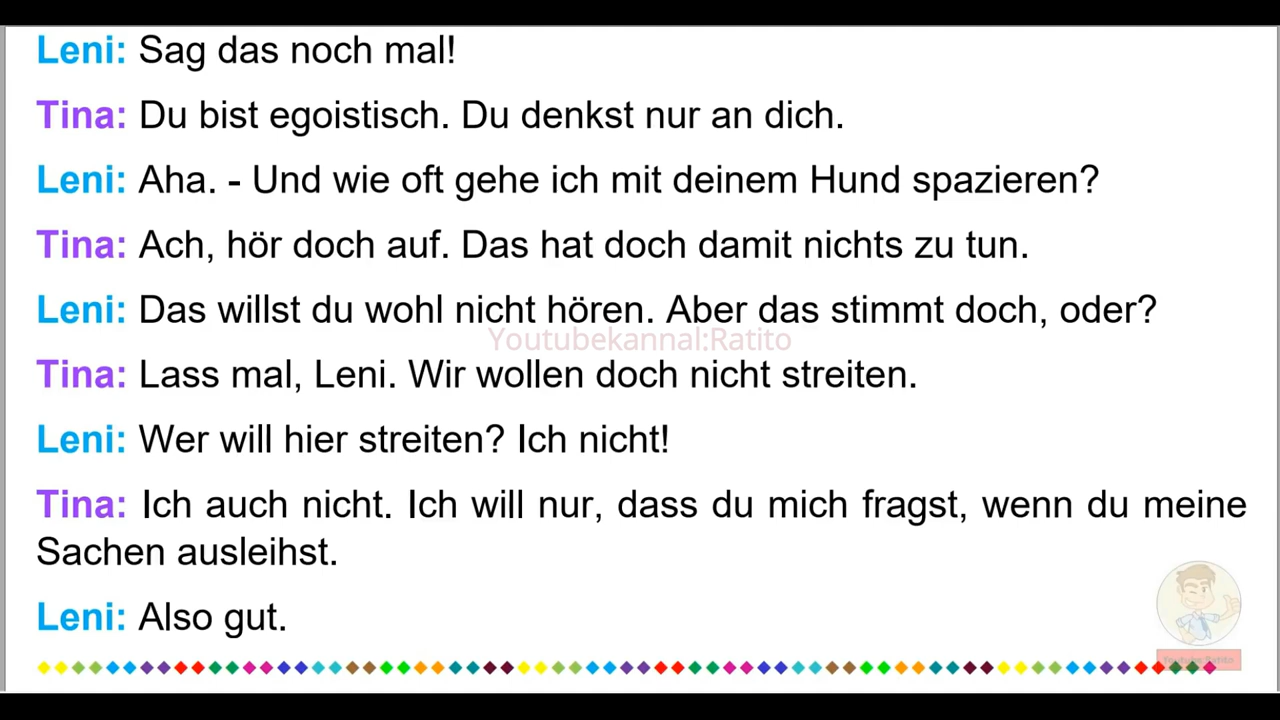 Leni: Sag das noch mal!
Tina: Du bist egoistisch. Du denkst nur an dich.
Leni: Aha. - Und wie oft gehe ich mit deinem Hund spazieren?
Tina: Ach, hör doch auf. Das hat doch damit nichts zu tun.
Leni: Das willst du wohl nicht hören. Aber das stimmt doch, oder?
Youtubekannal:Ratito
Tina: Lass mal, Leni. Wir wollen doch nicht streiten.
Leni: Wer will hier streiten? Ich nicht!
Tina: Ich auch nicht. Ich will nur, dass du mich fragst, wenn du meine
Sachen ausleihst.
Leni: Also gut.
Youtube:Ratito